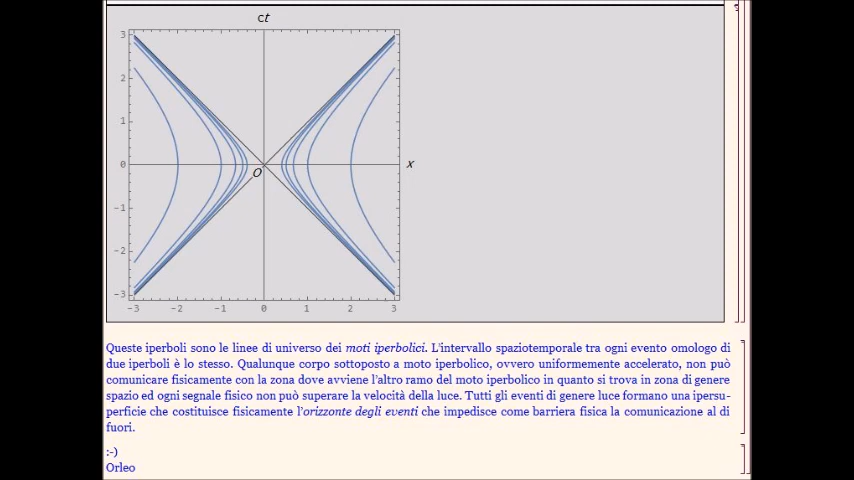 ct
3
2
1
0
-1
-2
-3
O
x
-3 -2 -1 0 1 2 3
Queste iperboli sono le linee di universo dei moti iperbolici. L'intervallo spaziotemporale tra ogni evento omologo di
due iperboli è lo stesso. Qualunque corpo sottoposto a moto iperbolico, ovvero uniformemente accelerato, non può
comunicare fisicamente con la zona dove avviene l'altro ramo del moto iperbolico in quanto si trova in zona di genere
spazio ed ogni segnale fisico non può superare la velocità della luce. Tutti gli eventi di genere luce formano una ipersu-
perficie che costituisce fisicamente l'orizzonte degli eventi che impedisce come barriera fisica la comunicazione al di
fuori.
:-)
Orleo